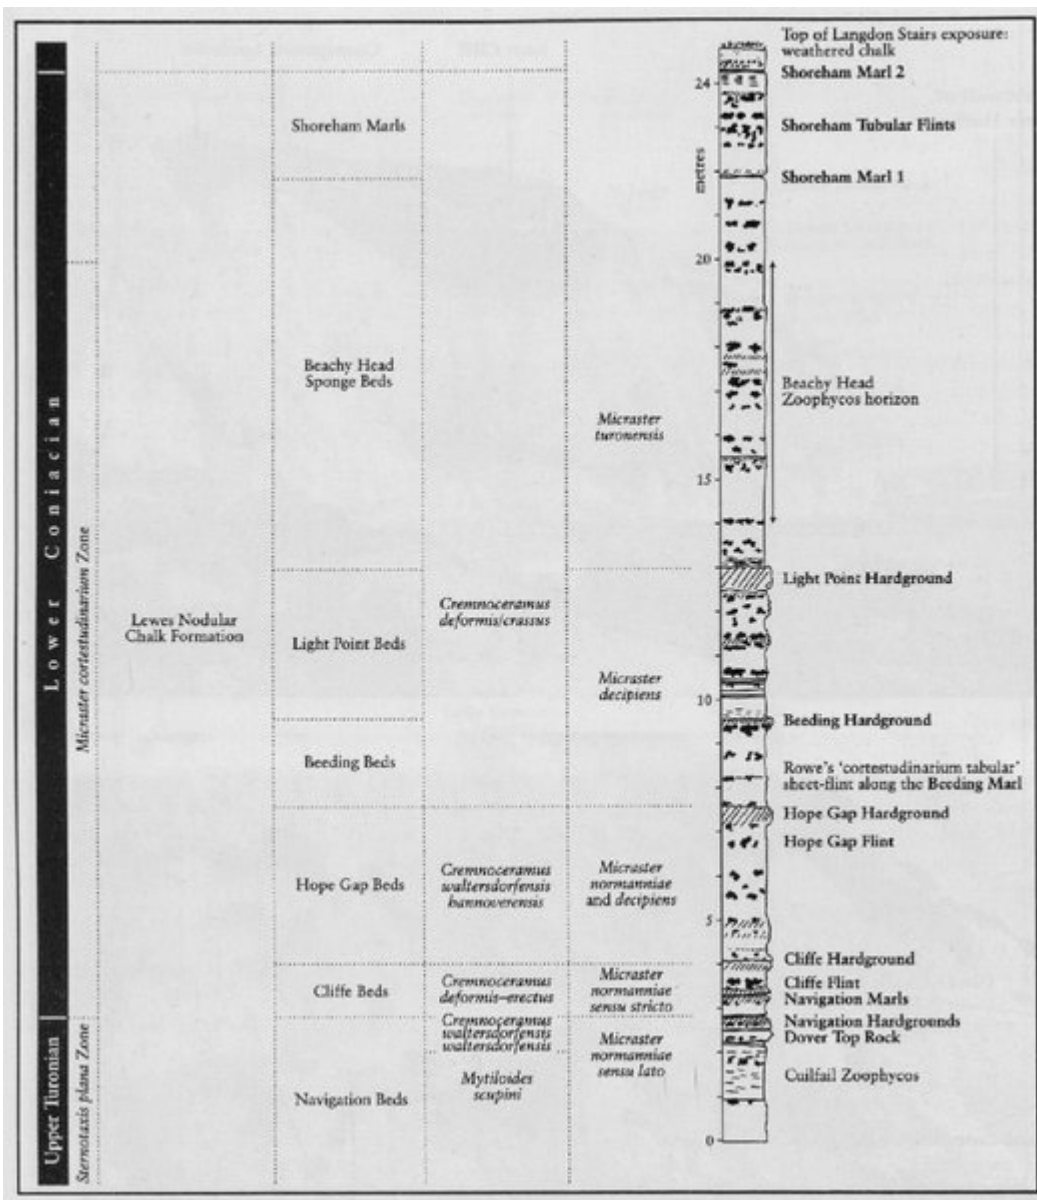 Lower Coniacian
Upper Turonian
Micraster cortestudinarium Zone
Sternotaxis plana Zone
Lewes Nodular
Chalk Formation
Shoreham Marls
Beachy Head
Sponge Beds
Light Point Beds
Beeding Beds
Hope Gap Beds
Cliffe Beds
Navigation Beds
Cremnoceramus
deformis/crassus
Cremnoceramus
waltersdorfensis
hannoverensis
Cremnoceramus
deformis–erectus
Cremnoceramus
waltersdorfensis
waltersdorfensis
Mytiloides
scupini
Micraster
turonensis
Micraster
decipiens
Micraster
normanniae
and decipiens
Micraster
normanniae
sensu stricto
Micraster
normanniae
sensu lato
metres
24
20
15
10
5
0
Top of Langdon Stairs exposure:
weathered chalk
Shoreham Marl 2
Shoreham Tubular Flints
Shoreham Marl 1
Beachy Head
Zoophycos horizon
Light Point Hardground
Beeding Hardground
Rowe's 'cortestudinarium tabular'
sheet-flint along the Beeding Marl
Hope Gap Hardground
Hope Gap Flint
Cliffe Hardground
Cliffe Flint
Navigation Marls
Navigation Hardgrounds
Dover Top Rock
Cuilfail Zoophycos